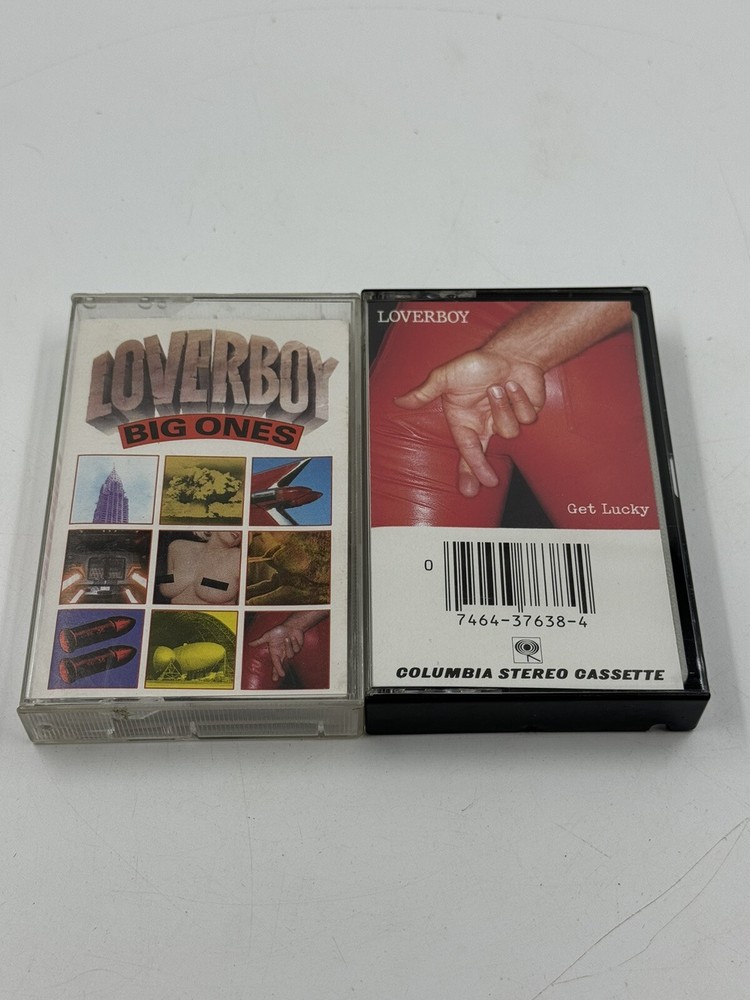 LOVERBOY
BIG ONES
LOVERBOY
Get Lucky
0
7464-37638-4
COLUMBIA STEREO CASSETTE